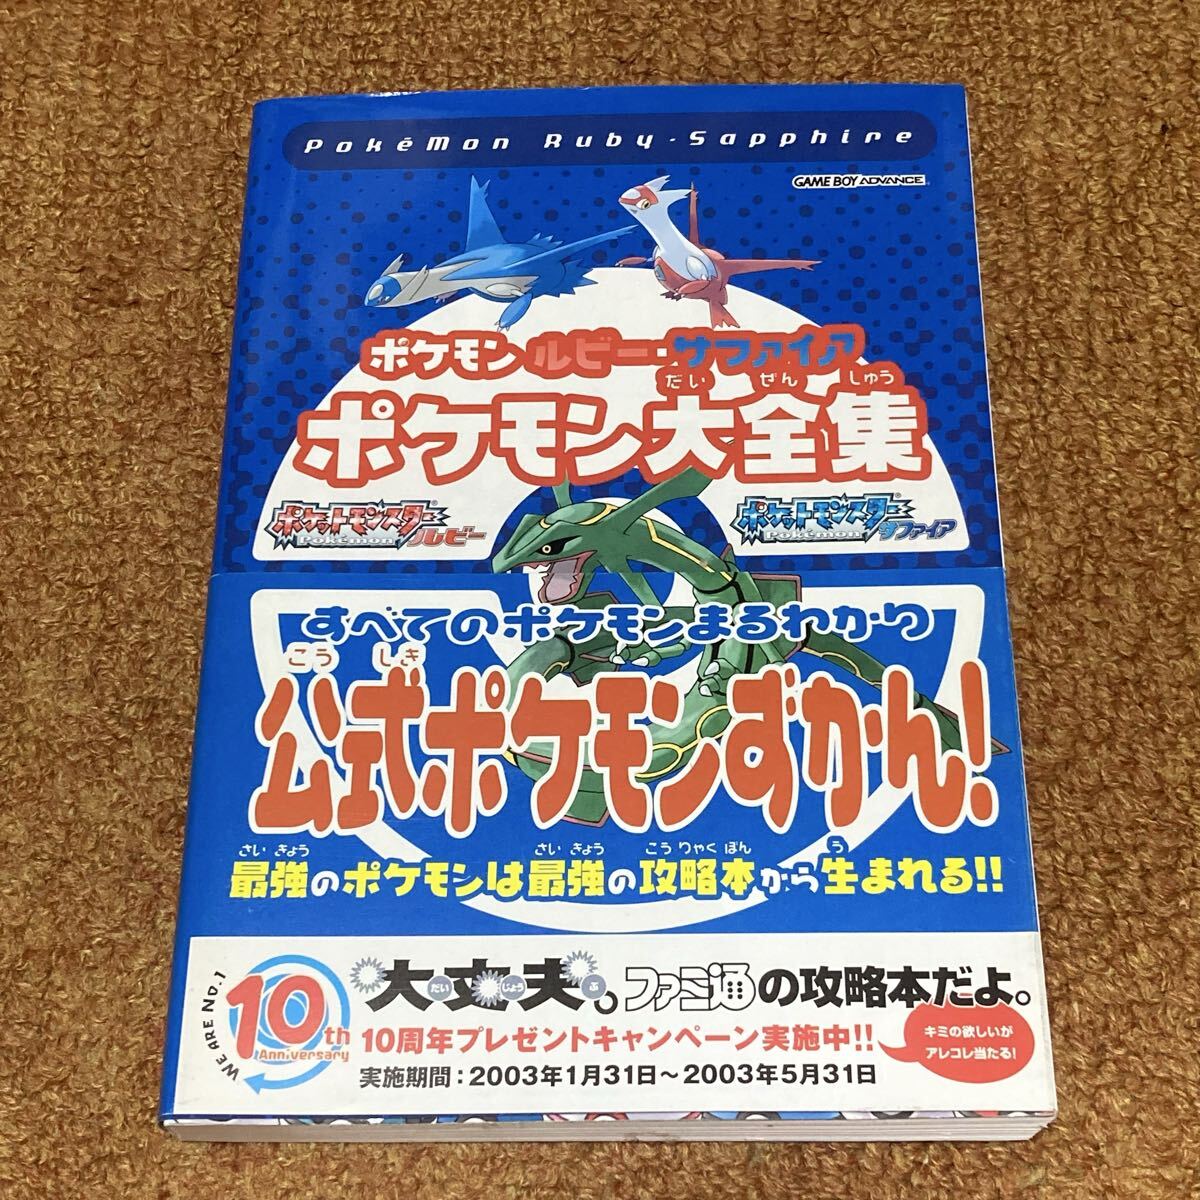 Pokémon Ruby・Sapphire
GAME BOY ADVANCE
ポケモン ルビー・サファイア
だい ぜん しゅう
ポケモン大全集
ポケットモンスター
Pokémon ルビー
ポケットモンスター
Pokémon サファイア
すべてのポケモンまるわかり
こう しき
公式ポケモンずかん!
さい きょう さい きょう こう りゃく ぼん う
最強のポケモンは最強の攻略本から生まれる!!
WE ARE NO.1
10th
Anniversary
大丈夫。ファミ通の攻略本だよ。
だい じょう ぶ
10周年プレゼントキャンペーン実施中!!
実施期間:2003年1月31日〜2003年5月31日
キミの欲しいが
アレコレ当たる!